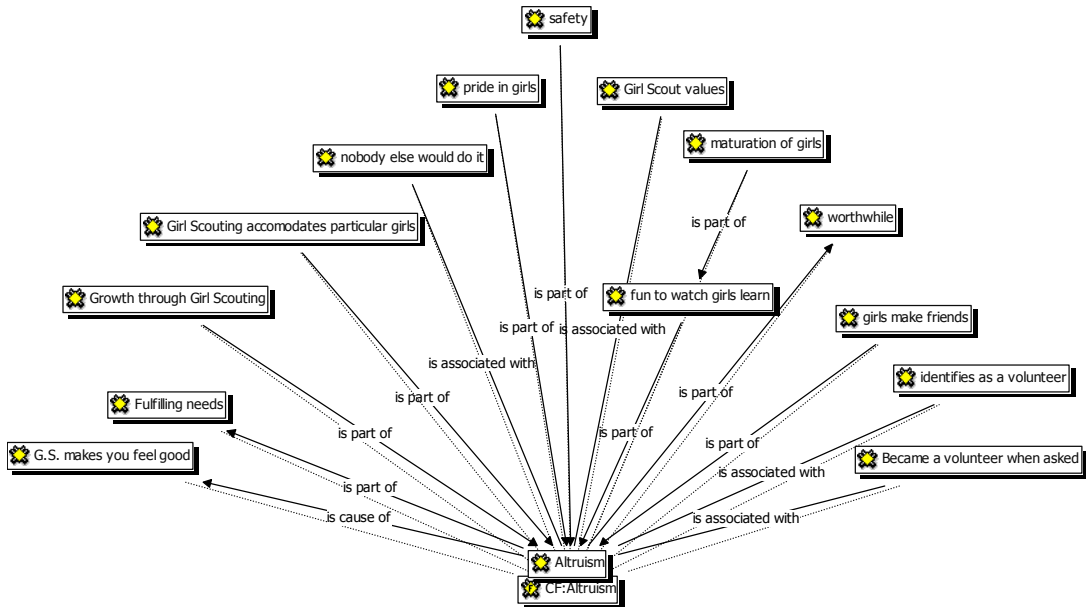 safety
pride in girls
Girl Scout values
nobody else would do it
maturation of girls
Girl Scouting accomodates particular girls
worthwhile
is part of
Growth through Girl Scouting
is part of
fun to watch girls learn
girls make friends
is part of
is associated with
is associated with
identifies as a volunteer
is part of
is part of
Fulfilling needs
is part of
is part of
is part of
G.S. makes you feel good
Became a volunteer when asked
is associated with
is part of
is cause of
is associated with
Altruism
CF:Altruism